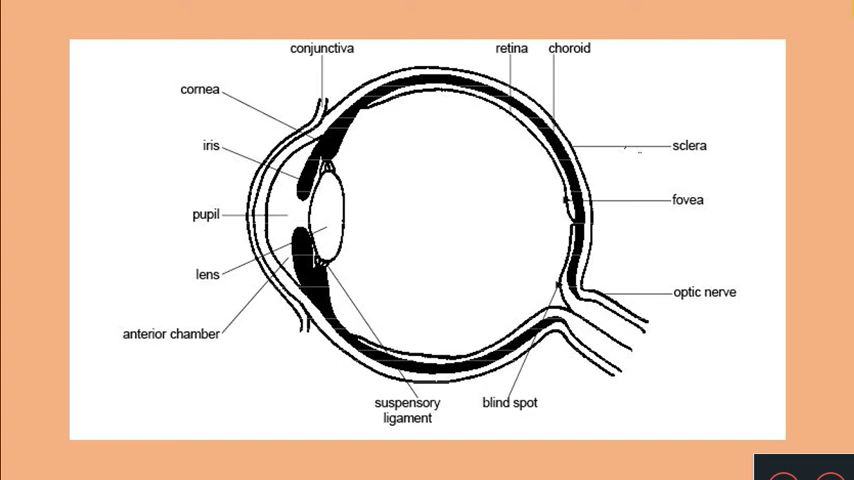 conjunctiva
retina
choroid
cornea
iris
sclera
fovea
pupil
lens
optic nerve
anterior chamber
suspensory
ligament
blind spot